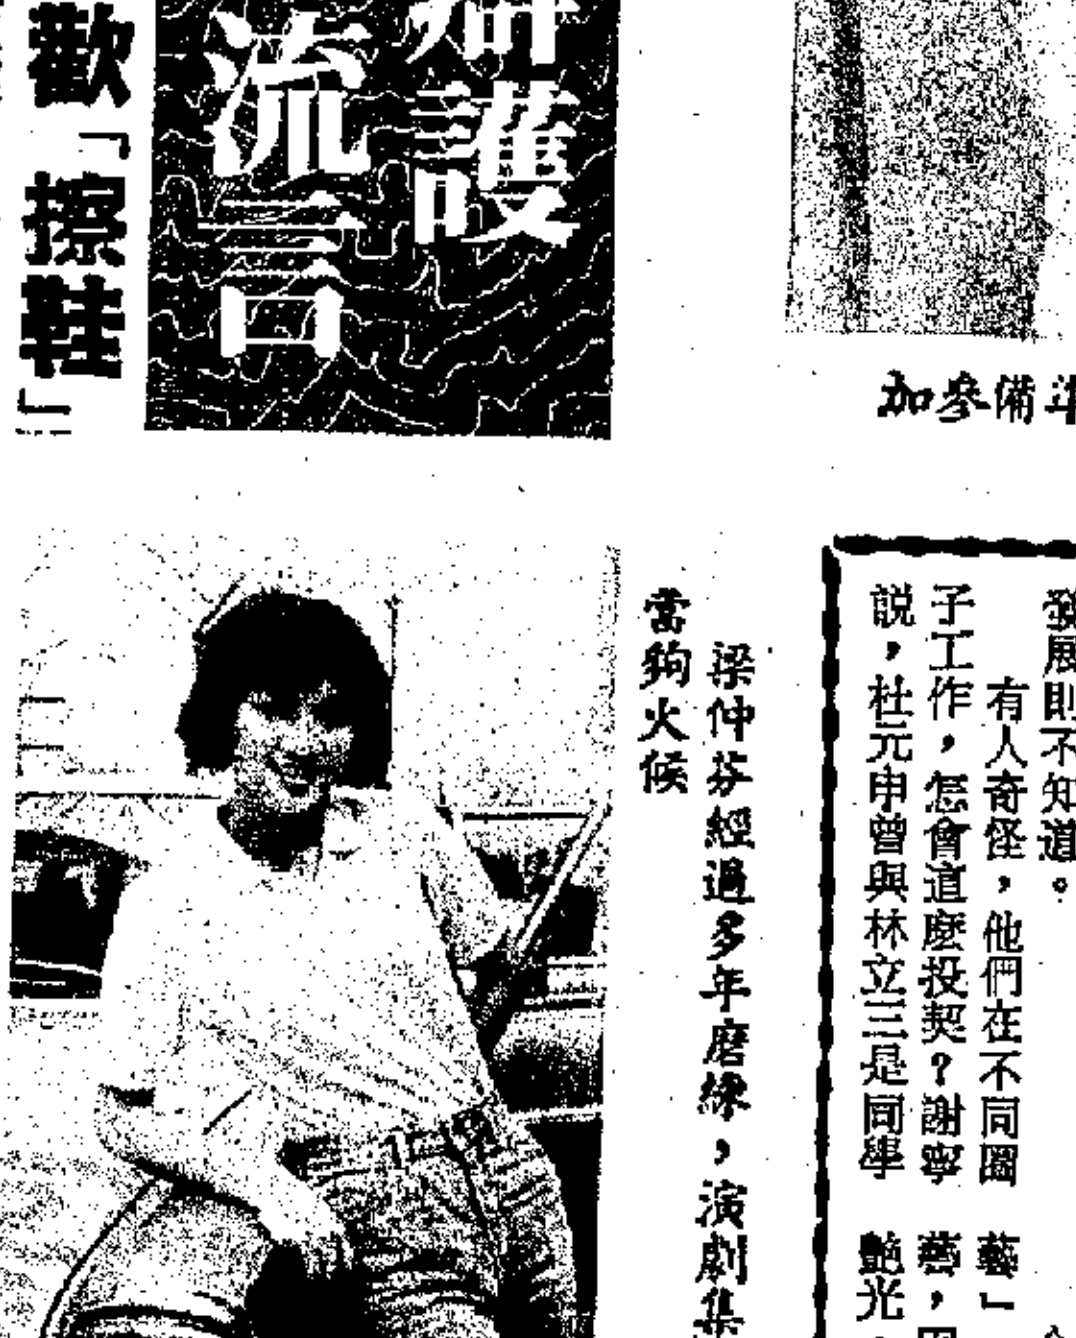 加參備準
發展則不知道。
有人奇怪，他們在不同圈
子工作，怎會這麼投契？謝寧
説，杜元申曾與林立三是同學
藝」
藝，
艷光
梁仲芬經過多年磨練，演劇集
當夠火候
護
流言
歡「擦鞋」